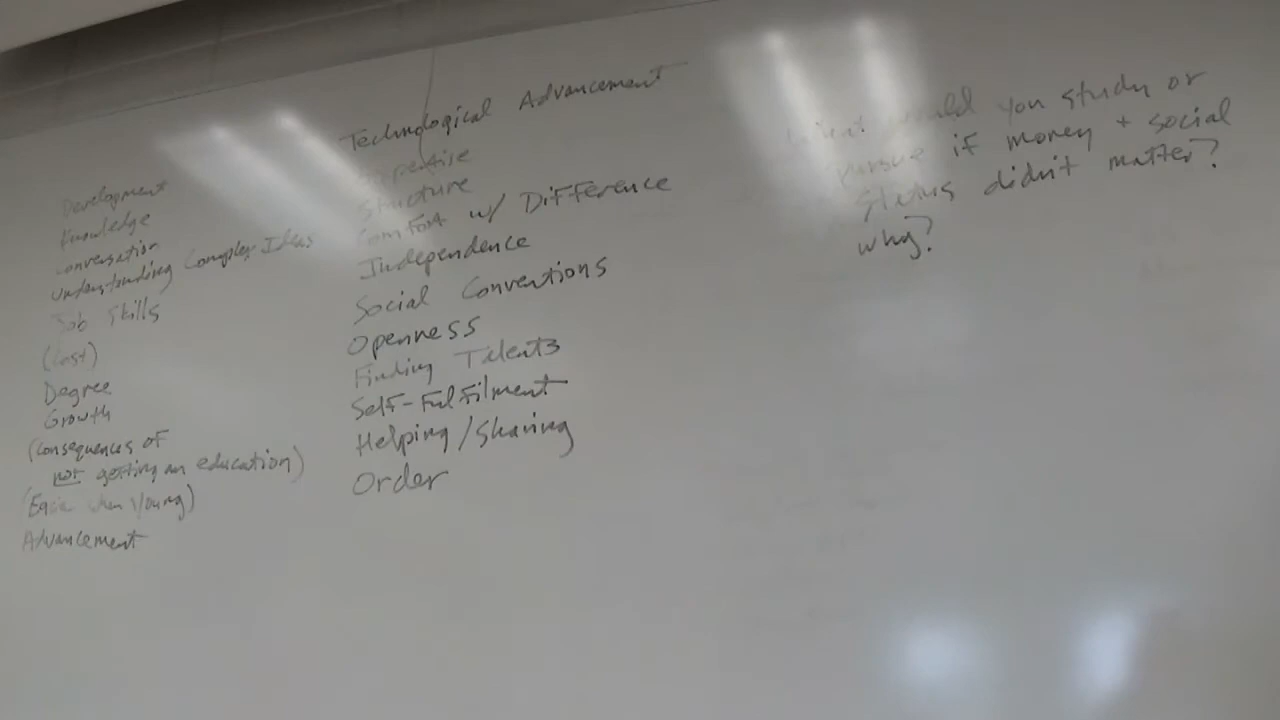 Development
Knowledge
Conversation
Understanding Complex Ideas
Job Skills
(Cost)
Degree
Growth
(Consequences of
not getting an education)
(Easier when Young)
Advancement
Technological Advancement
Expertise
Structure
Comfort w/ Difference
Independence
Social Conventions
Openness
Finding Talents
Self-Fulfilment
Helping/Sharing
Order
What would you study or
pursue if money + social
status didn't matter?
why?